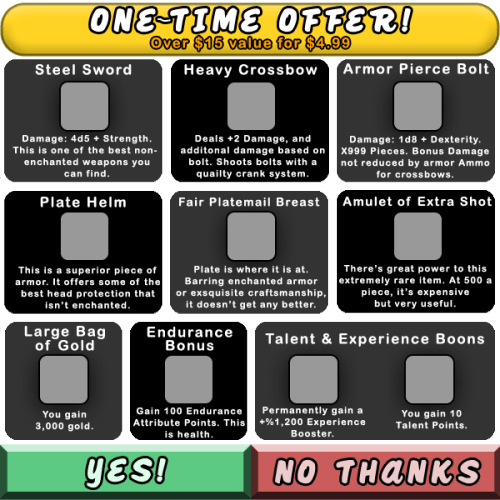 ONE-TIME OFFER!
Over $15 value for $4.99
Steel Sword
Damage: 4d5 + Strength.
This is one of the best non-
enchanted weapons you
can find.
Heavy Crossbow
Deals +2 Damage, and
additonal damage based on
bolt. Shoots bolts with a
quailty crank system.
Armor Pierce Bolt
Damage: 1d8 + Dexterity.
X999 Pieces. Bonus Damage
not reduced by armor Ammo
for crossbows.
Plate Helm
This is a superior piece of
armor. It offers some of the
best head protection that
isn't enchanted.
Fair Platemail Breast
Plate is where it is at.
Barring enchanted armor
or exsquisite craftsmanship,
it doesn't get any better.
Amulet of Extra Shot
There's great power to this
extremely rare item. At 500 a
piece, it's expensive
but very useful.
Large Bag
of Gold
You gain
3,000 gold.
Endurance
Bonus
Gain 100 Endurance
Attribute Points. This
is health.
Talent & Experience Boons
Permanently gain a
+%1,200 Experience
Booster.
You gain 10
Talent Points.
YES!
NO THANKS